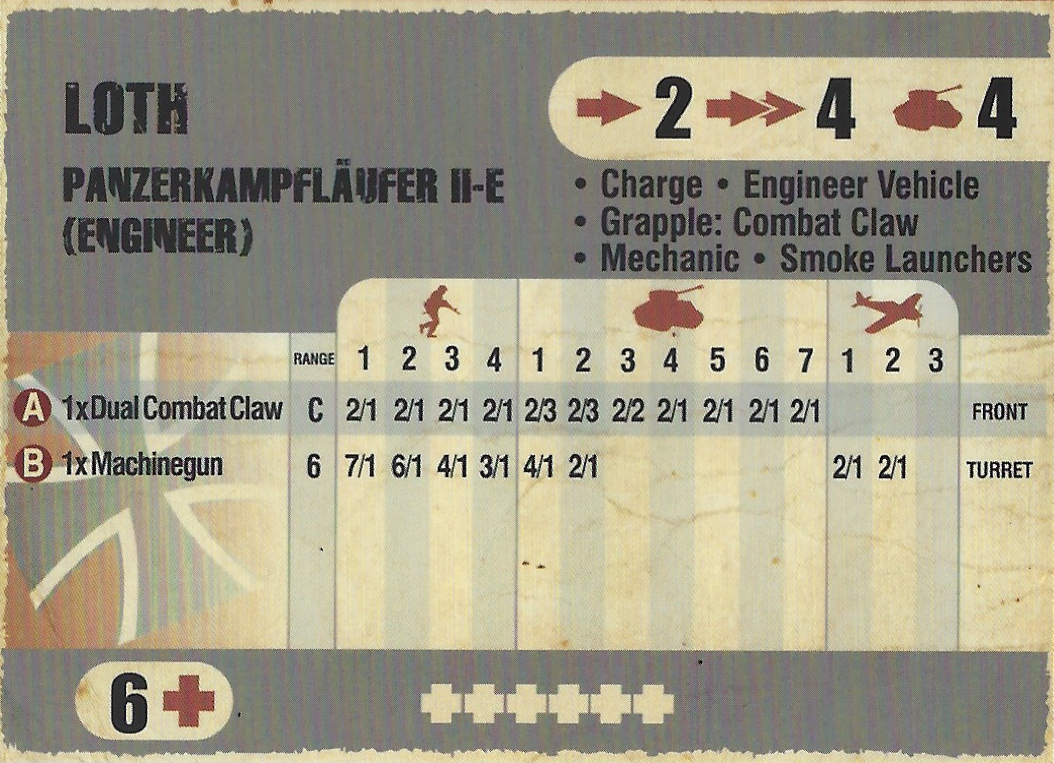 LOTH
2 4 4
PANZERKAMPFLÄUFER II-E
(ENGINEER)
• Charge • Engineer Vehicle
• Grapple: Combat Claw
• Mechanic • Smoke Launchers
RANGE 1 2 3 4 1 2 3 4 5 6 7 1 2 3
A 1x Dual Combat Claw C 2/1 2/1 2/1 2/1 2/3 2/3 2/2 2/1 2/1 2/1 2/1 FRONT
B 1x Machinegun 6 7/1 6/1 4/1 3/1 4/1 2/1 2/1 2/1 TURRET
6